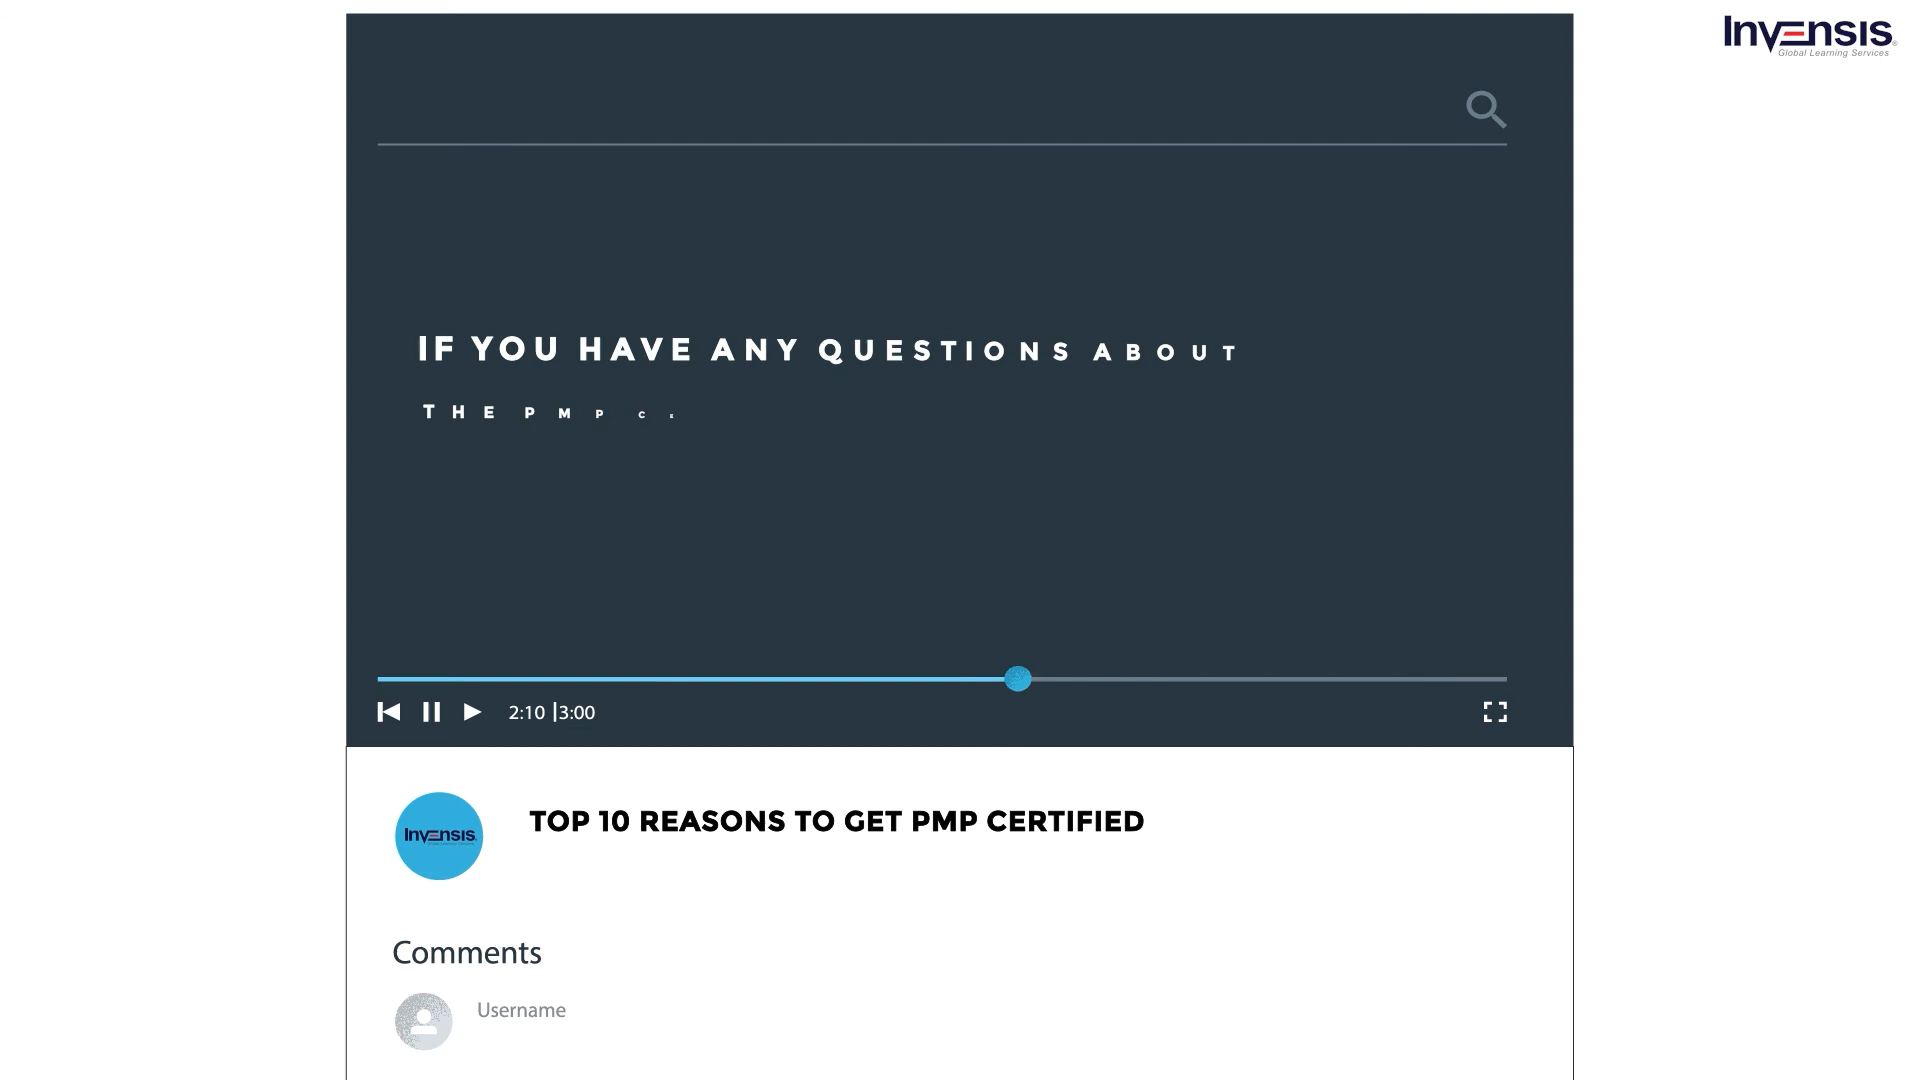 Invensis
Global Learning Services
IF YOU HAVE ANY QUESTIONS ABOUT
THE PMP CE
2:10 |3:00
Invensis
TOP 10 REASONS TO GET PMP CERTIFIED
Comments
Username